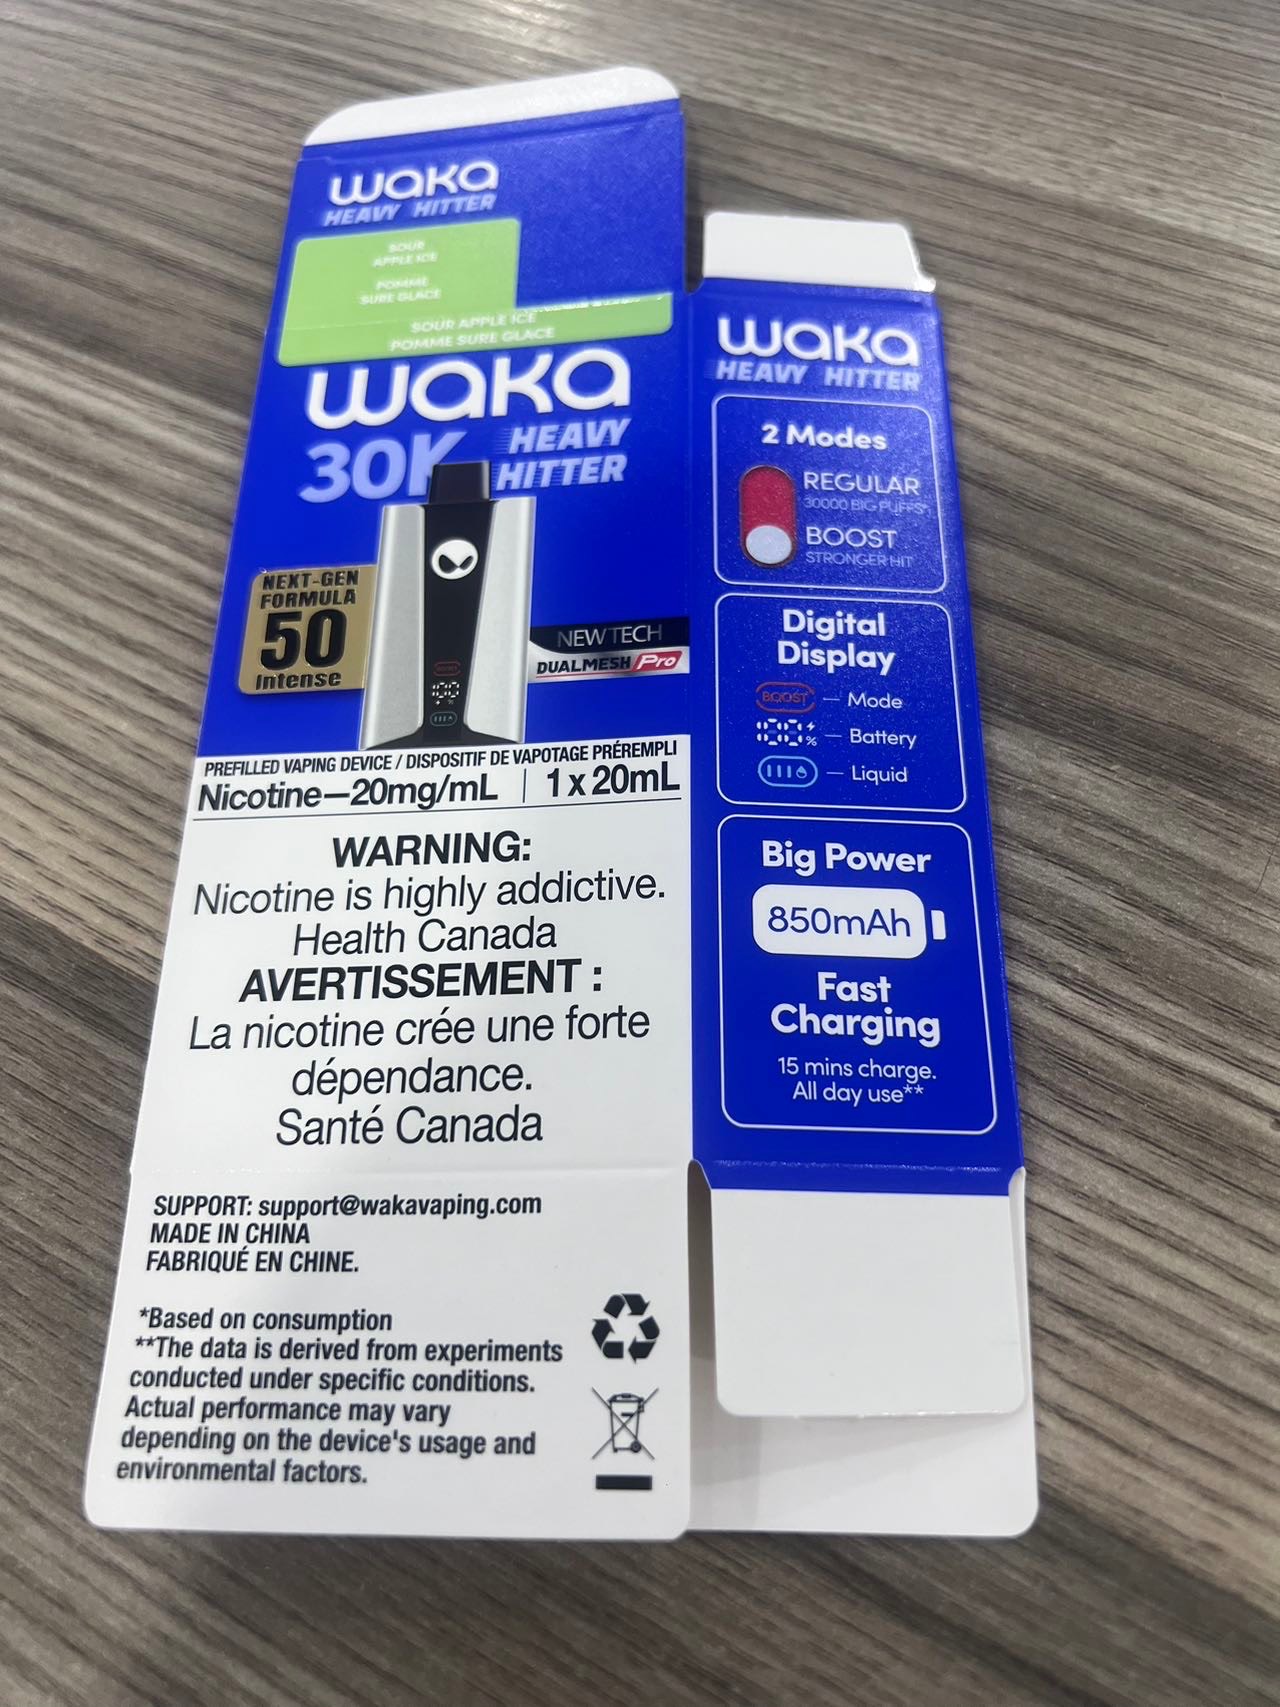 waka
HEAVY HITTER
SOUR
APPLE ICE
POMME
SURE GLACE
SOUR APPLE ICE
POMME SURE GLACE
waka
30K HEAVY
HITTER
NEXT-GEN
FORMULA
50
Intense
NEW TECH
DUALMESH Pro
PREFILLED VAPING DEVICE / DISPOSITIF DE VAPOTAGE PRÉREMPLI
Nicotine—20mg/mL | 1 x 20mL
WARNING:
Nicotine is highly addictive.
Health Canada
AVERTISSEMENT :
La nicotine crée une forte
dépendance.
Santé Canada
SUPPORT: support@wakavaping.com
MADE IN CHINA
FABRIQUÉ EN CHINE.
*Based on consumption
**The data is derived from experiments
conducted under specific conditions.
Actual performance may vary
depending on the device's usage and
environmental factors.
waka
HEAVY HITTER
2 Modes
REGULAR
30000 BIG PUFFS*
BOOST
STRONGER HIT
Digital
Display
BOOST — Mode
188% — Battery
— Liquid
Big Power
850mAh
Fast
Charging
15 mins charge.
All day use**